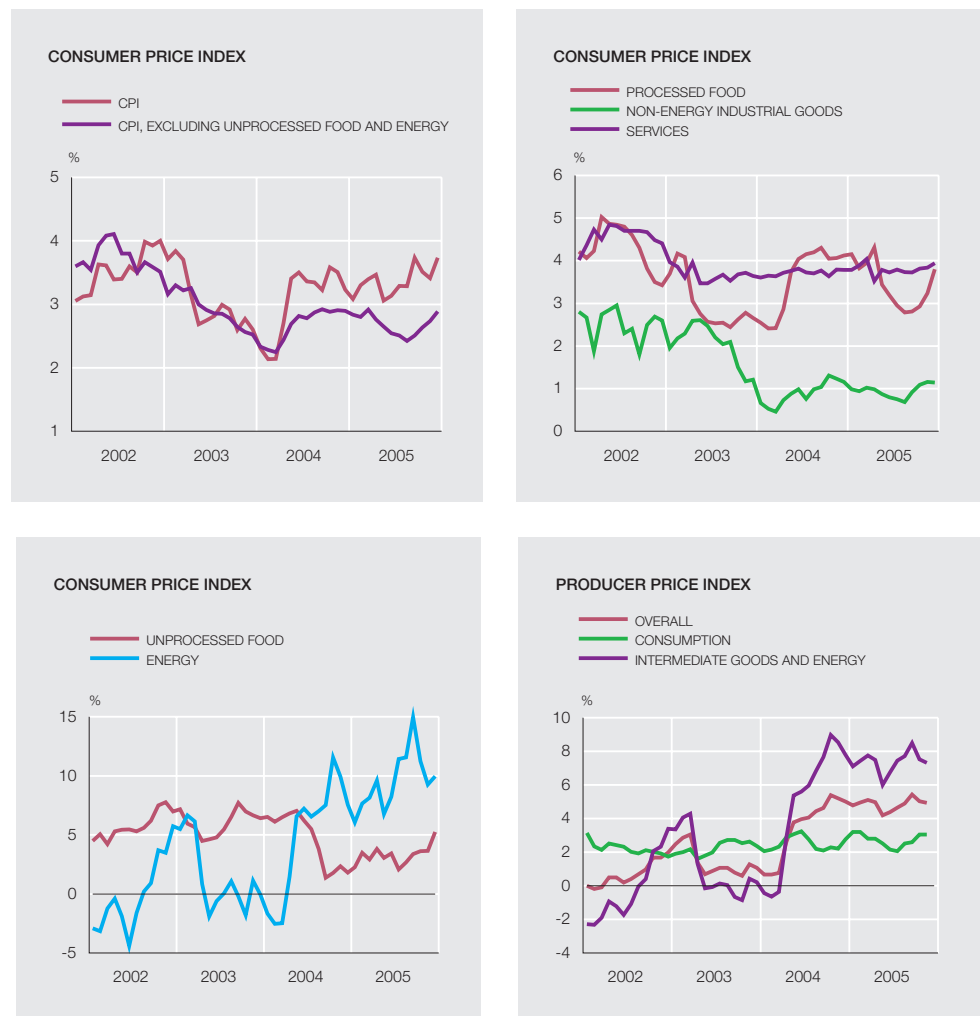 CONSUMER PRICE INDEX
CPI
CPI, EXCLUDING UNPROCESSED FOOD AND ENERGY
%
5
4
3
2
1
2002 2003 2004 2005
CONSUMER PRICE INDEX
PROCESSED FOOD
NON-ENERGY INDUSTRIAL GOODS
SERVICES
%
6
5
4
3
2
1
0
2002 2003 2004 2005
CONSUMER PRICE INDEX
UNPROCESSED FOOD
ENERGY
%
15
10
5
0
-5
2002 2003 2004 2005
PRODUCER PRICE INDEX
OVERALL
CONSUMPTION
INTERMEDIATE GOODS AND ENERGY
%
10
8
6
4
2
0
-2
-4
2002 2003 2004 2005